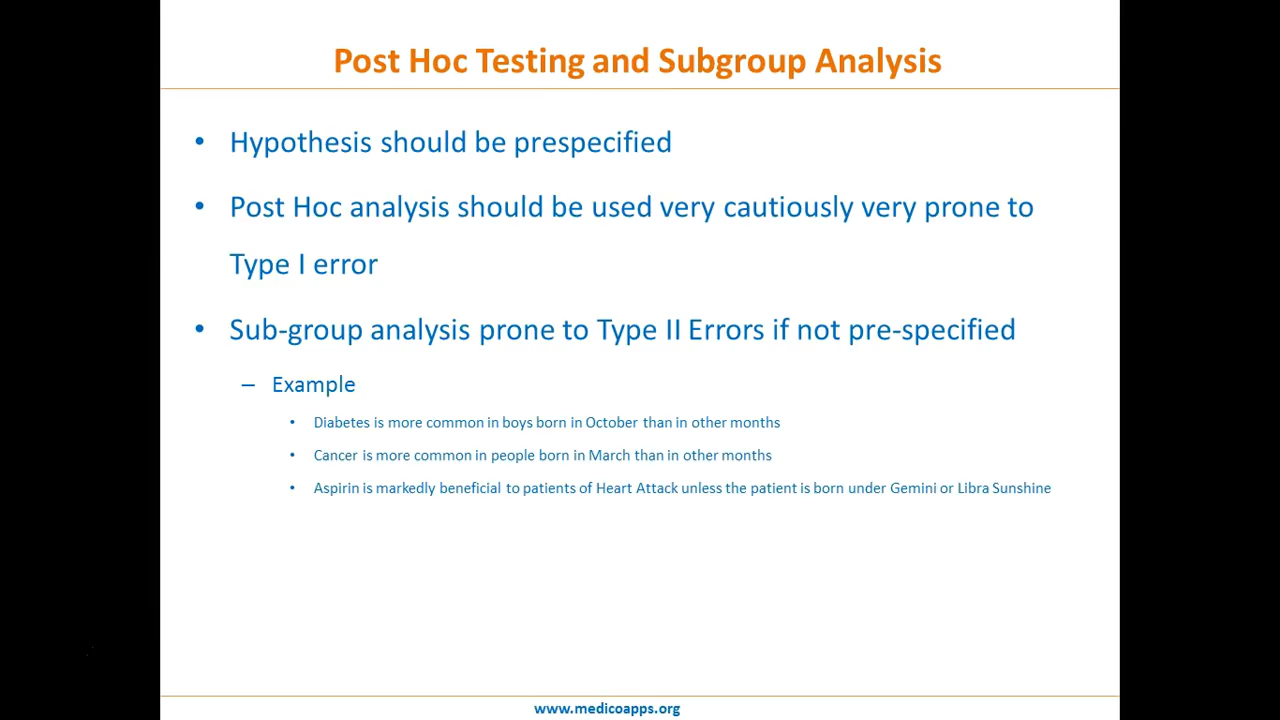 Post Hoc Testing and Subgroup Analysis
• Hypothesis should be prespecified
• Post Hoc analysis should be used very cautiously very prone to
Type I error
• Sub-group analysis prone to Type II Errors if not pre-specified
– Example
• Diabetes is more common in boys born in October than in other months
• Cancer is more common in people born in March than in other months
• Aspirin is markedly beneficial to patients of Heart Attack unless the patient is born under Gemini or Libra Sunshine
www.medicoapps.org